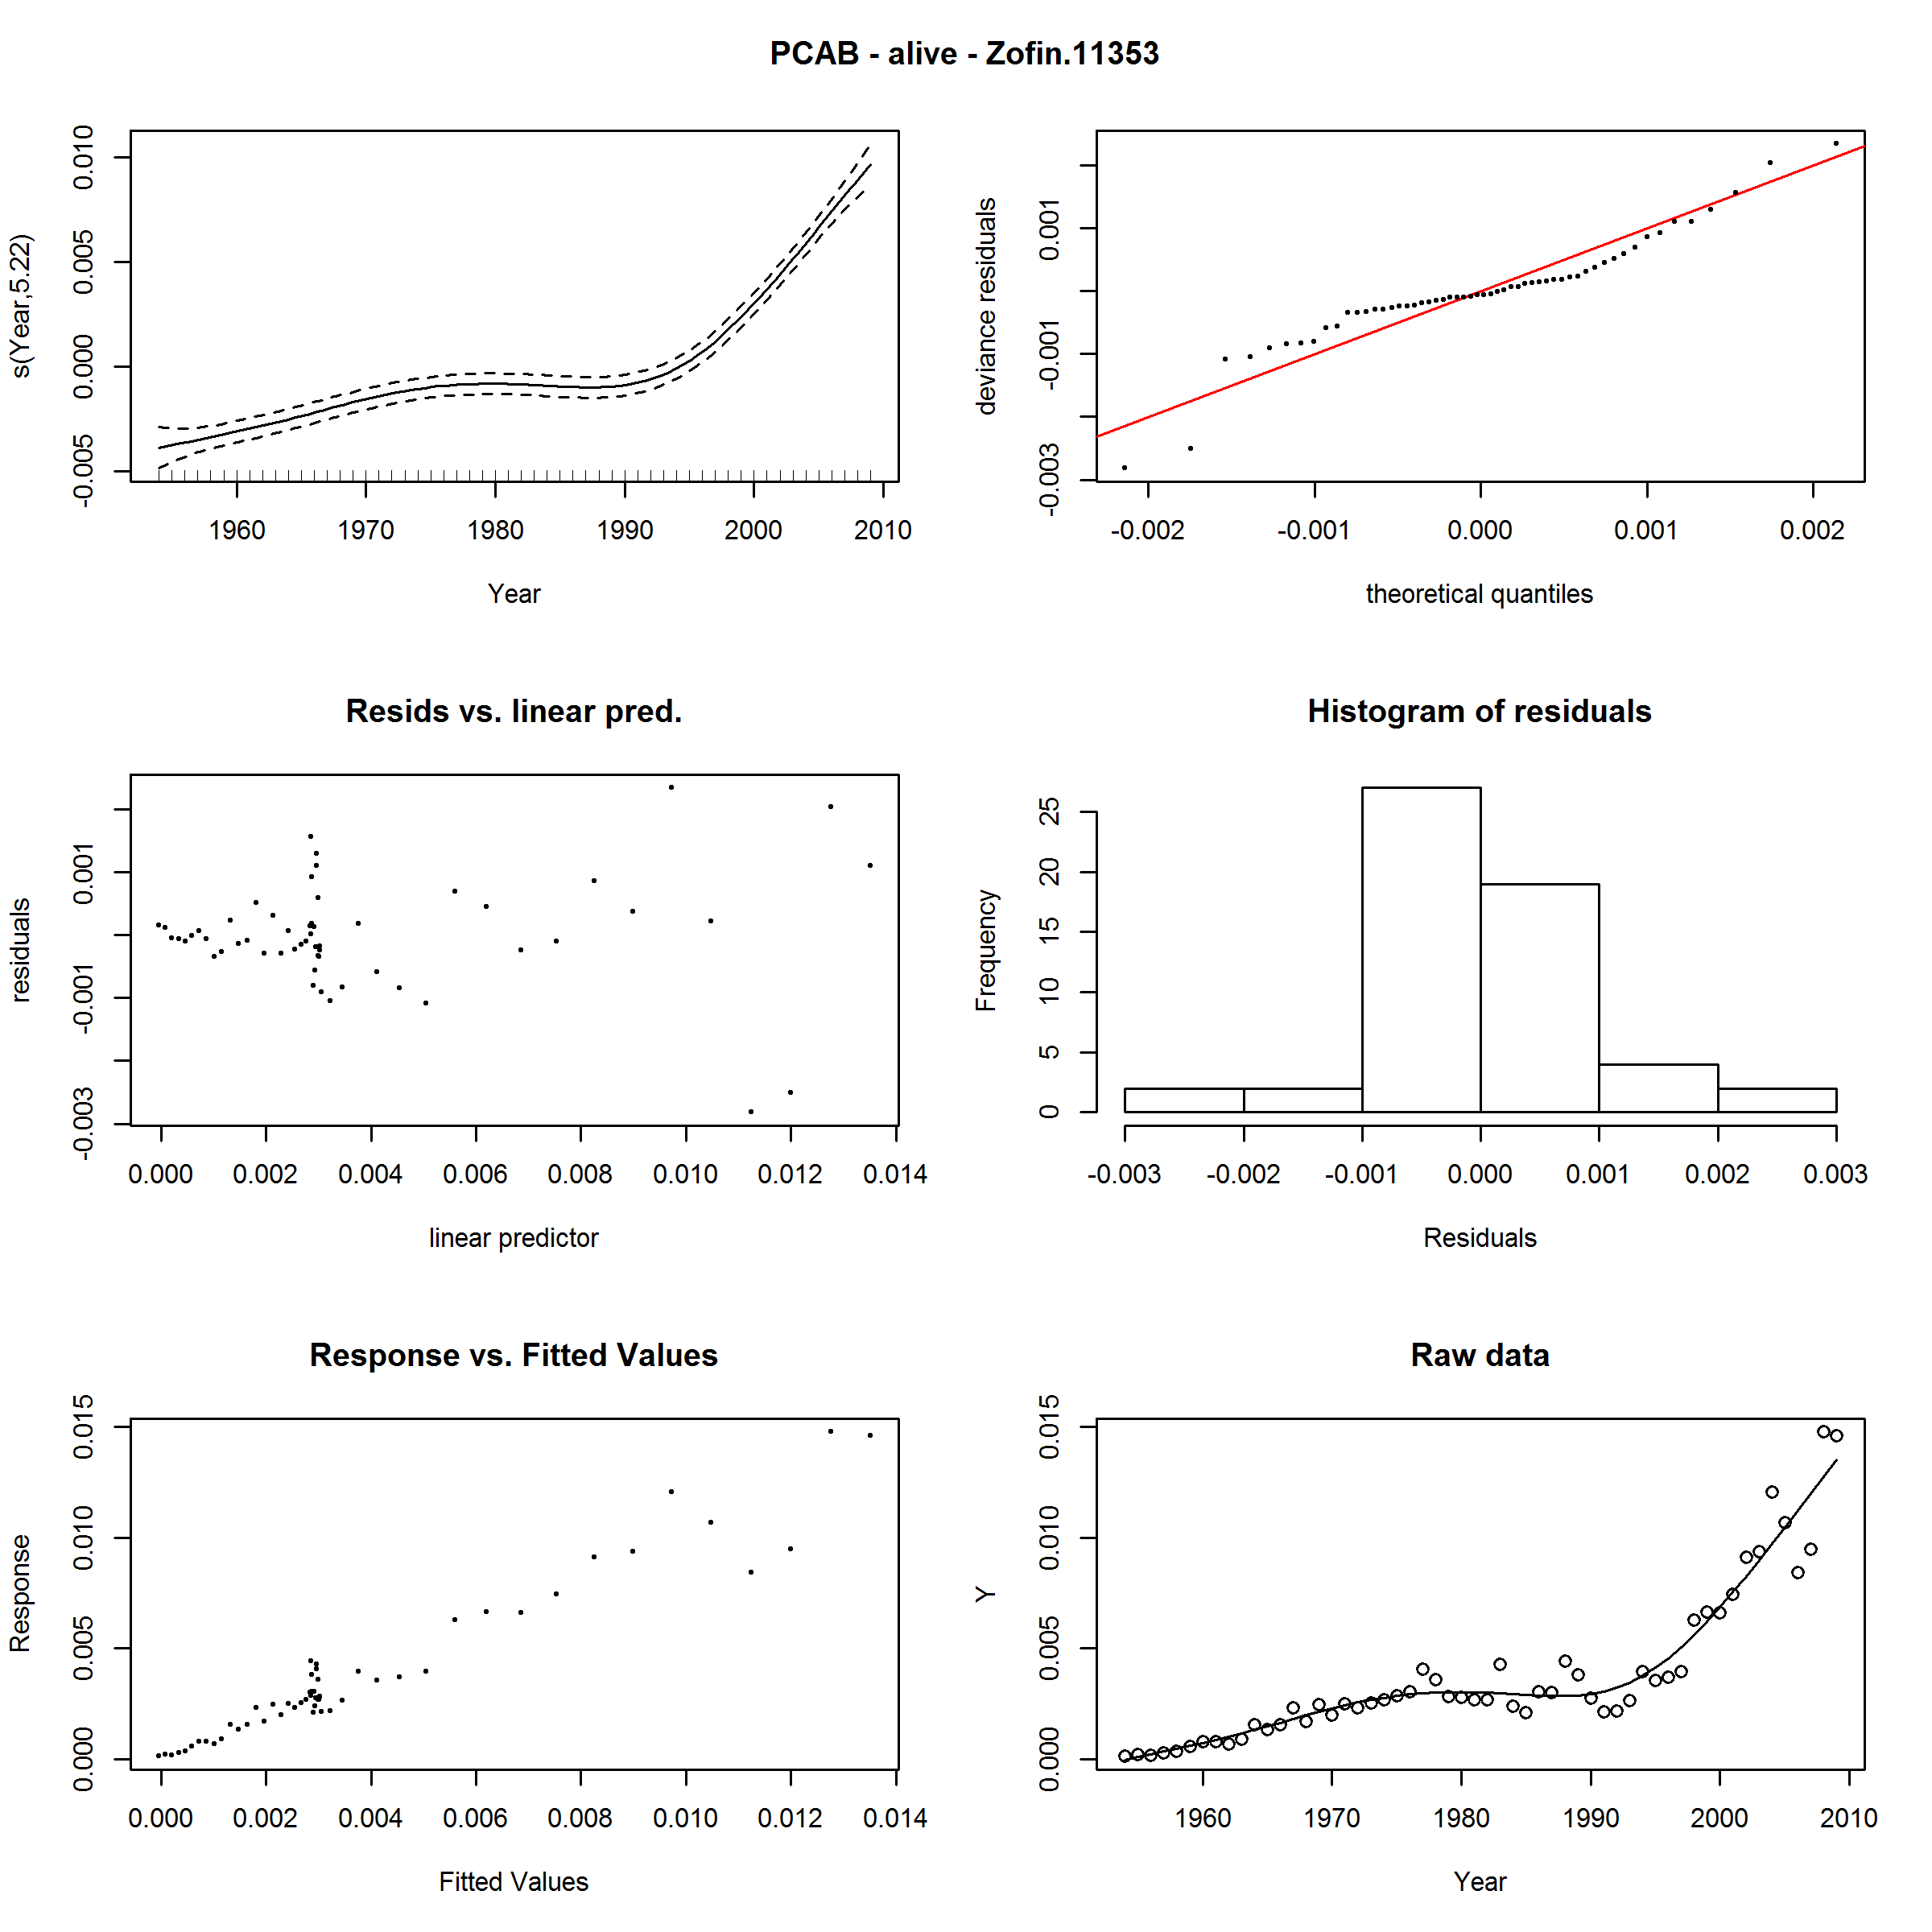 PCAB - alive - Zofin.11353
s(Year,5.22)
-0.005 0.000 0.005 0.010
1960 1970 1980 1990 2000 2010
Year
deviance residuals
-0.003 -0.001 0.001
-0.002 -0.001 0.000 0.001 0.002
theoretical quantiles
Resids vs. linear pred.
residuals
-0.003 -0.001 0.001
0.000 0.002 0.004 0.006 0.008 0.010 0.012 0.014
linear predictor
Histogram of residuals
Frequency
0 5 10 15 20 25
-0.003 -0.002 -0.001 0.000 0.001 0.002 0.003
Residuals
Response vs. Fitted Values
Response
0.000 0.005 0.010 0.015
0.000 0.002 0.004 0.006 0.008 0.010 0.012 0.014
Fitted Values
Raw data
Y
0.000 0.005 0.010 0.015
1960 1970 1980 1990 2000 2010
Year